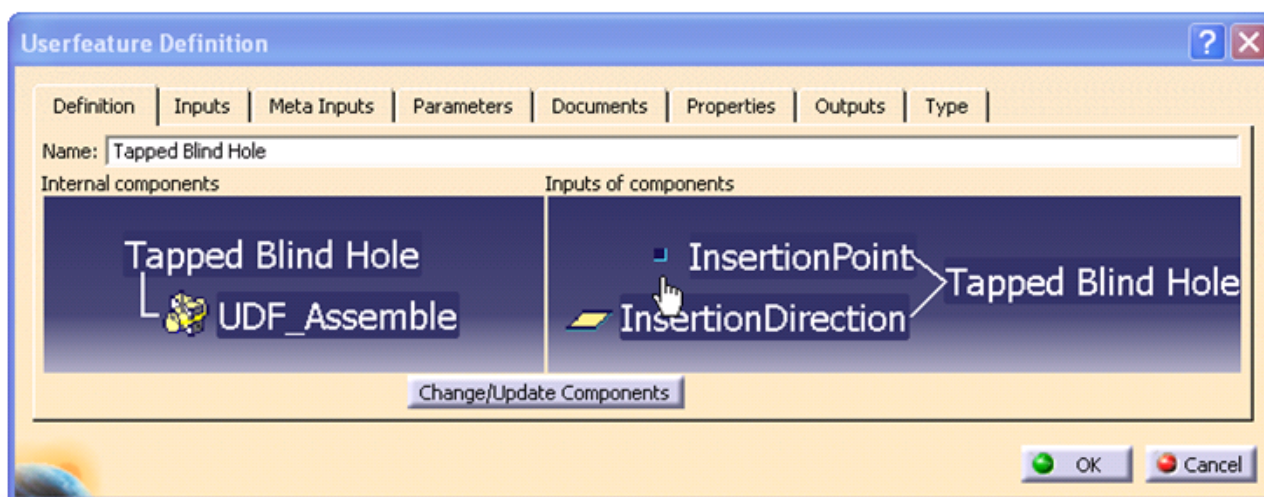 Userfeature Definition
?
Definition Inputs Meta Inputs Parameters Documents Properties Outputs Type
Name: Tapped Blind Hole
Internal components Inputs of components
Tapped Blind Hole
UDF_Assemble
InsertionPoint
InsertionDirection
Tapped Blind Hole
Change/Update Components
OK Cancel